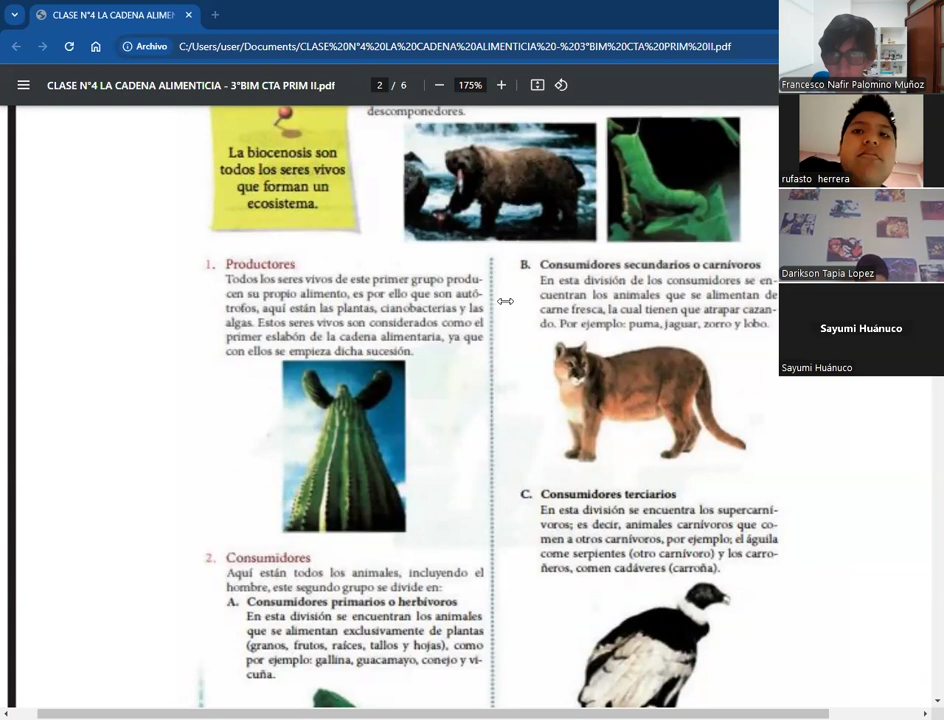 CLASE N°4 LA CADENA ALIMEN
Archivo
C:/Users/user/Documents/CLASE%20N°4%20LA%20CADENA%20ALIMENTICIA%20-%203°BIM%20CTA%20PRIM%20II.pdf
CLASE N°4 LA CADENA ALIMENTICIA - 3°BIM CTA PRIM II.pdf
2 / 6
175%
descomponedores.
La biocenosis son
todos los seres vivos
que forman un
ecosistema.
1. Productores
Todos los seres vivos de este primer grupo produ-
cen su propio alimento, es por ello que son autó-
trofos, aquí están las plantas, cianobacterias y las
algas. Estos seres vivos son considerados como el
primer eslabón de la cadena alimentaria, ya que
con ellos se empieza dicha sucesión.
2. Consumidores
Aquí están todos los animales, incluyendo el
hombre, este segundo grupo se divide en:
A. Consumidores primarios o herbívoros
En esta división se encuentran los animales
que se alimentan exclusivamente de plantas
(granos, frutos, raíces, tallos y hojas), como
por ejemplo: gallina, guacamayo, conejo y vi-
cuña.
B. Consumidores secundarios o carnívoros
En esta división de los consumidores se en-
cuentran los animales que se alimentan de
carne fresca, la cual tienen que atrapar cazan-
do. Por ejemplo: puma, jaguar, zorro y lobo.
C. Consumidores terciarios
En esta división se encuentra los supercarní-
voros; es decir, animales carnívoros que co-
men a otros carnívoros, por ejemplo; el águila
come serpientes (otro carnívoro) y los carro-
ñeros, comen cadáveres (carroña).
Francesco Nafir Palomino Muñoz
rufasto herrera
Darikson Tapia Lopez
Sayumi Huánuco
Sayumi Huánuco